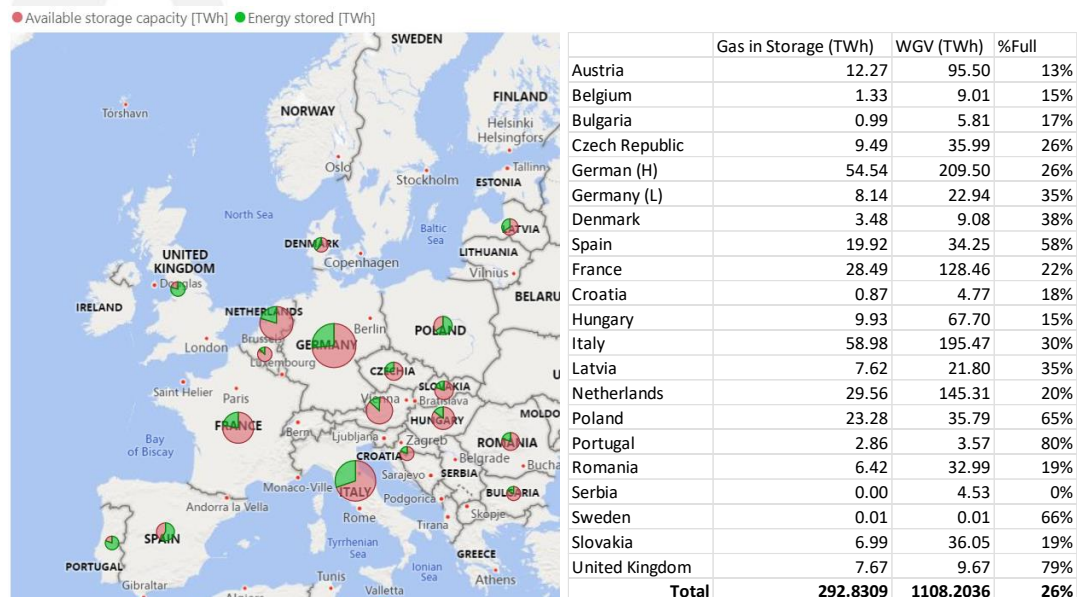 Available storage capacity [TWh] Energy stored [TWh]
SWEDEN
NORWAY
FINLAND
Tórshavn
Helsinki
Helsingfors
Oslo
Tallinn
Stockholm
ESTONIA
North Sea
Baltic
Sea
LATVIA
DENMARK
Copenhagen
LITHUANIA
Vilnius
UNITED
KINGDOM
Douglas
IRELAND
BELARU
NETHERLANDS
Berlin
POLAND
London
Brussels
GERMANY
Luxembourg
CZECHIA
Saint Helier
Paris
SLOVAKIA
Vienna
Bratislava
FRANCE
Bern
HUNGARY
MOLDO
U
Bay
of Biscay
Ljubljana
Zagreb
ROMANIA
CROATIA
Belgrade
Bucha
Monaco-Ville
Sarajevo
SERBIA
ITALY
Podgorica
BULGARIA
Andorra la Vella
Rome
Skopje
Tirana
SPAIN
Tyrrhenian
Sea
PORTUGAL
Ionian
Sea
GREECE
Gibraltar
Tunis
Athens
Algiers
Valletta
Gas in Storage (TWh) WGV (TWh) %Full
Austria 12.27 95.50 13%
Belgium 1.33 9.01 15%
Bulgaria 0.99 5.81 17%
Czech Republic 9.49 35.99 26%
German (H) 54.54 209.50 26%
Germany (L) 8.14 22.94 35%
Denmark 3.48 9.08 38%
Spain 19.92 34.25 58%
France 28.49 128.46 22%
Croatia 0.87 4.77 18%
Hungary 9.93 67.70 15%
Italy 58.98 195.47 30%
Latvia 7.62 21.80 35%
Netherlands 29.56 145.31 20%
Poland 23.28 35.79 65%
Portugal 2.86 3.57 80%
Romania 6.42 32.99 19%
Serbia 0.00 4.53 0%
Sweden 0.01 0.01 66%
Slovakia 6.99 36.05 19%
United Kingdom 7.67 9.67 79%
Total 292.8309 1108.2036 26%